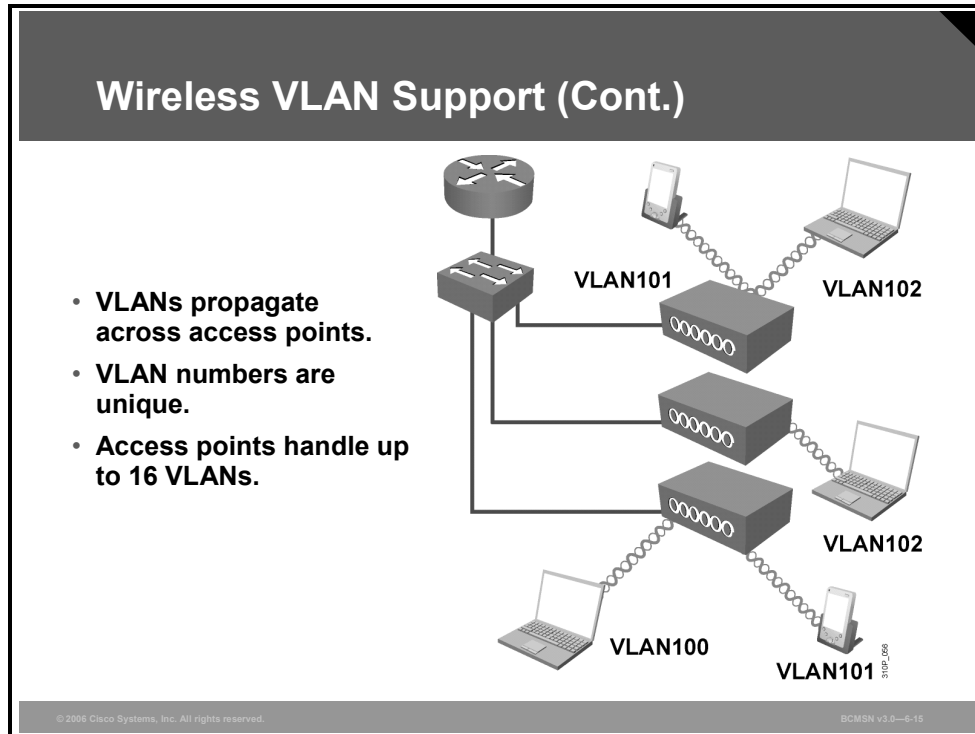 Wireless VLAN Support (Cont.)
• VLANs propagate
across access points.
• VLAN numbers are
unique.
• Access points handle up
to 16 VLANs.
VLAN101
VLAN102
VLAN102
VLAN100
VLAN101
310P_056
© 2006 Cisco Systems, Inc. All rights reserved.
BCMSN v3.0—6-15